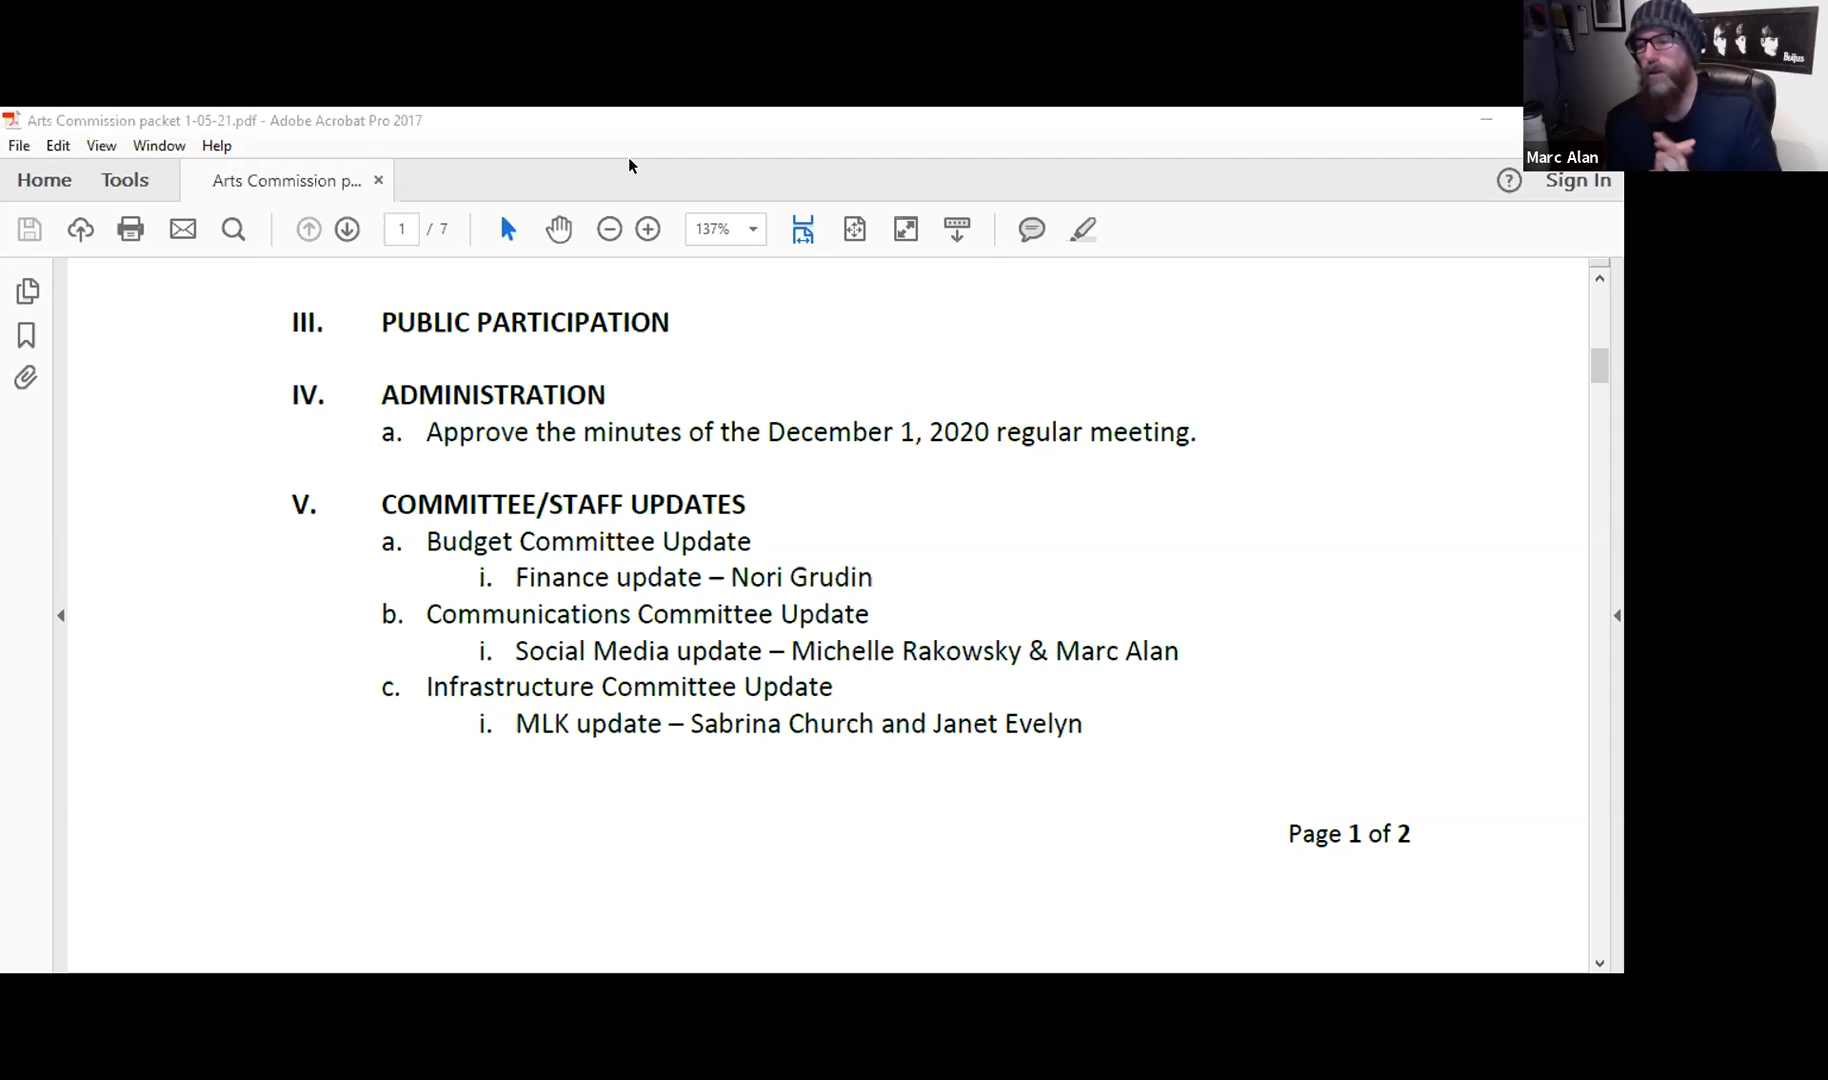 Arts Commission packet 1-05-21.pdf - Adobe Acrobat Pro 2017
File Edit View Window Help
Home Tools Arts Commission p... × Sign In
1 / 7 137%
III. PUBLIC PARTICIPATION
IV. ADMINISTRATION
a. Approve the minutes of the December 1, 2020 regular meeting.
V. COMMITTEE/STAFF UPDATES
a. Budget Committee Update
i. Finance update – Nori Grudin
b. Communications Committee Update
i. Social Media update – Michelle Rakowsky & Marc Alan
c. Infrastructure Committee Update
i. MLK update – Sabrina Church and Janet Evelyn
Page 1 of 2
BEATLES
Marc Alan